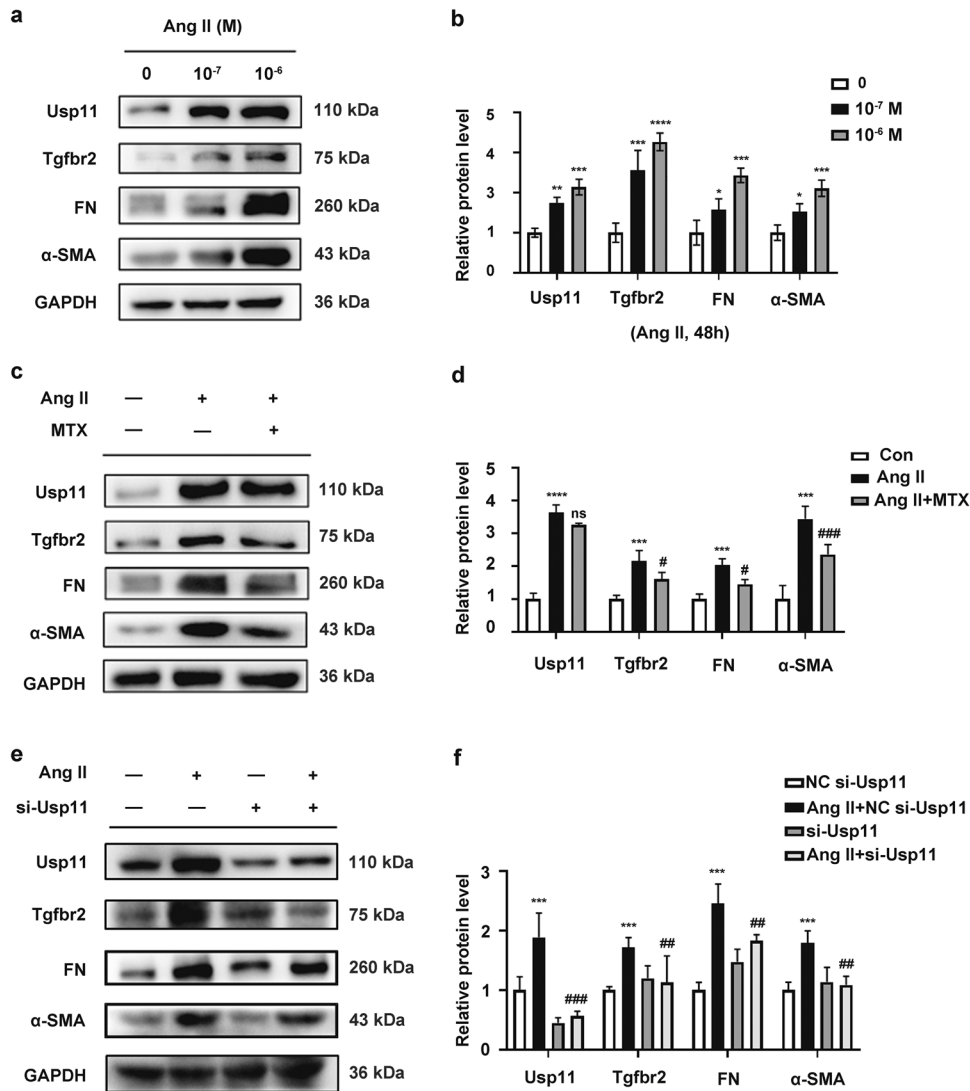 a
Ang II (M)
0 10⁻⁷ 10⁻⁶
Usp11 110 kDa
Tgfbr2 75 kDa
FN 260 kDa
α-SMA 43 kDa
GAPDH 36 kDa
b
0
10⁻⁷ M
10⁻⁶ M
Relative protein level
5
3
1
0
** *** *** **** * *** * ***
Usp11 Tgfbr2 FN α-SMA
(Ang II, 48h)
c
Ang II — + +
MTX — — +
Usp11 110 kDa
Tgfbr2 75 kDa
FN 260 kDa
α-SMA 43 kDa
GAPDH 36 kDa
d
Con
Ang II
Ang II+MTX
Relative protein level
5
4
3
2
1
0
**** ns *** # *** # *** ###
Usp11 Tgfbr2 FN α-SMA
e
Ang II — + — +
si-Usp11 — — + +
Usp11 110 kDa
Tgfbr2 75 kDa
FN 260 kDa
α-SMA 43 kDa
GAPDH 36 kDa
f
NC si-Usp11
Ang II+NC si-Usp11
si-Usp11
Ang II+si-Usp11
Relative protein level
3
2
1
0
*** ### *** ## *** ## *** ##
Usp11 Tgfbr2 FN α-SMA